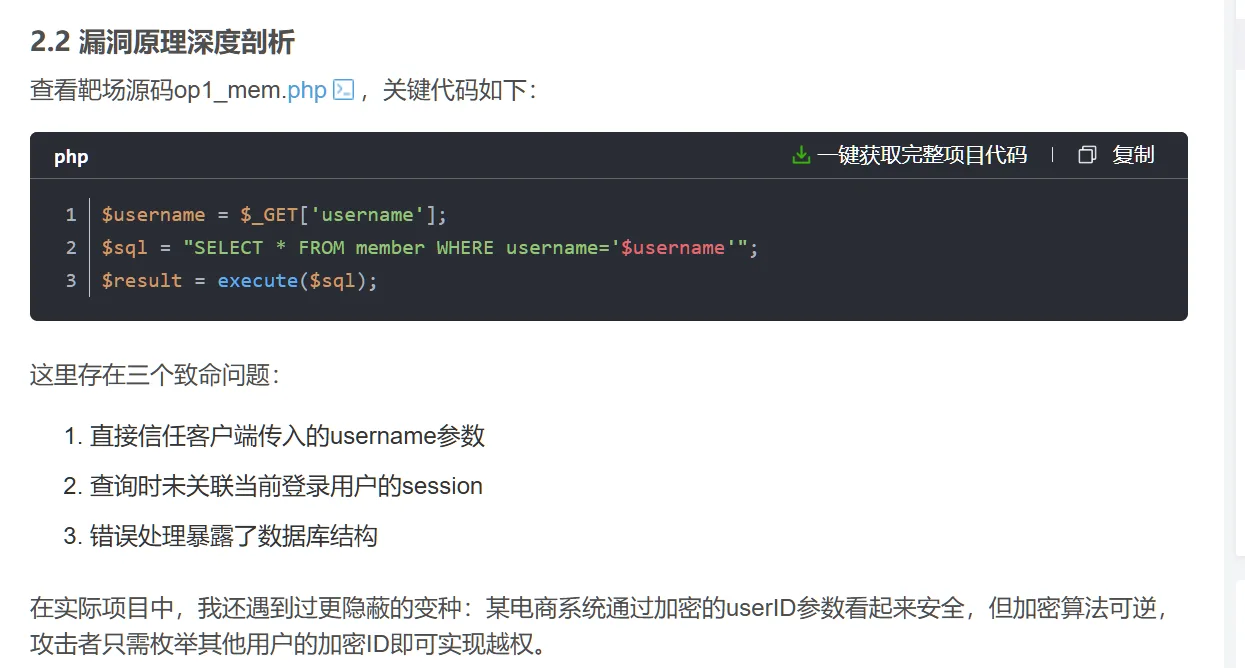 2.2 漏洞原理深度剖析
查看靶场源码op1_mem.php ，关键代码如下：
php
一键获取完整项目代码
复制
1 $username = $_GET['username'];
2 $sql = "SELECT * FROM member WHERE username='$username'";
3 $result = execute($sql);
这里存在三个致命问题：
1. 直接信任客户端传入的username参数
2. 查询时未关联当前登录用户的session
3. 错误处理暴露了数据库结构
在实际项目中，我还遇到过更隐蔽的变种：某电商系统通过加密的userID参数看起来安全，但加密算法可逆，
攻击者只需枚举其他用户的加密ID即可实现越权。